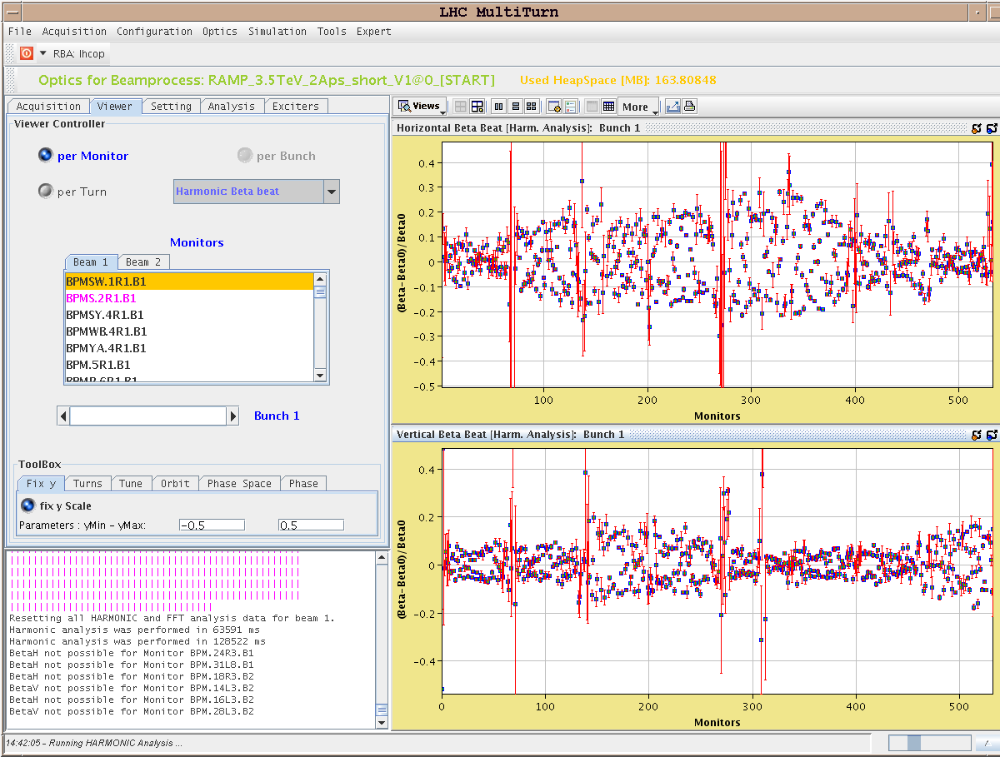 LHC MultiTurn
File Acquisition Configuration Optics Simulation Tools Expert
RBA: lhcop
Optics for Beamprocess: RAMP_3.5TeV_2Aps_short_V1@0_[START] Used HeapSpace [MB]: 163.80848
Acquisition Viewer Setting Analysis Exciters
Viewer Controller
per Monitor per Bunch
per Turn Harmonic Beta beat
Monitors
Beam 1 Beam 2
BPMSW.1R1.B1
BPMS.2R1.B1
BPMSY.4R1.B1
BPMWB.4R1.B1
BPMYA.4R1.B1
BPM.5R1.B1
BPMR.6R1.B1
Bunch 1
ToolBox
Fix y Turns Tune Orbit Phase Space Phase
fix y Scale
Parameters : yMin - yMax: -0.5 0.5
Resetting all HARMONIC and FFT analysis data for beam 1.
Harmonic analysis was performed in 63591 ms
Harmonic analysis was performed in 128522 ms
BetaH not possible for Monitor BPM.24R3.B1
BetaH not possible for Monitor BPM.31L8.B1
BetaH not possible for Monitor BPM.18R3.B2
BetaV not possible for Monitor BPM.14L3.B2
BetaH not possible for Monitor BPM.16L3.B2
BetaV not possible for Monitor BPM.28L3.B2
14:42:05 - Running HARMONIC Analysis ...
Views More
Horizontal Beta Beat [Harm. Analysis]: Bunch 1
(Beta-Beta0)/Beta0
0.4
0.3
0.2
0.1
0
-0.1
-0.2
-0.3
-0.4
-0.5
100 200 300 400 500
Monitors
Vertical Beta Beat [Harm. Analysis]: Bunch 1
(Beta-Beta0)/Beta0
0.4
0.2
0
-0.2
-0.4
0 100 200 300 400 500
Monitors